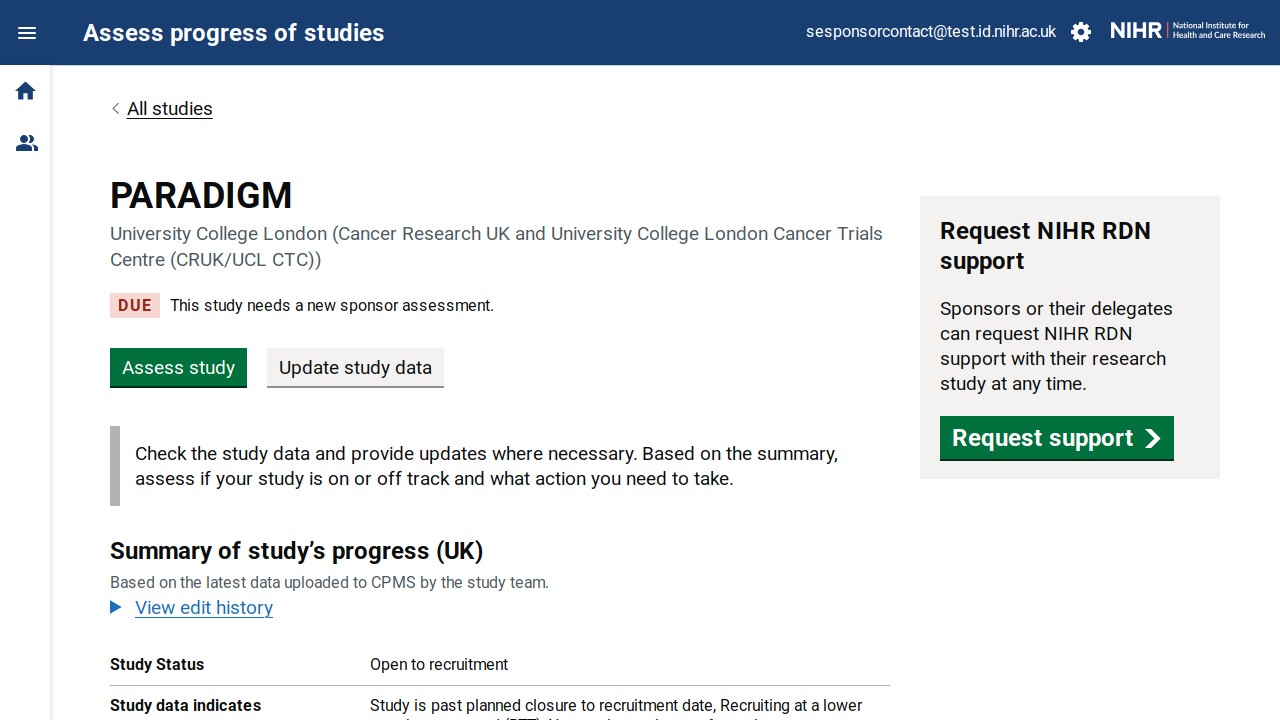 Assess progress of studies
sesponsorcontact@test.id.nihr.ac.uk
NIHR | National Institute for
Health and Care Research
All studies
PARADIGM
University College London (Cancer Research UK and University College London Cancer Trials
Centre (CRUK/UCL CTC))
DUE This study needs a new sponsor assessment.
Assess study
Update study data
Check the study data and provide updates where necessary. Based on the summary,
assess if your study is on or off track and what action you need to take.
Summary of study’s progress (UK)
Based on the latest data uploaded to CPMS by the study team.
View edit history
Study Status Open to recruitment
Study data indicates Study is past planned closure to recruitment date, Recruiting at a lower
Request NIHR RDN
support
Sponsors or their delegates
can request NIHR RDN
support with their research
study at any time.
Request support